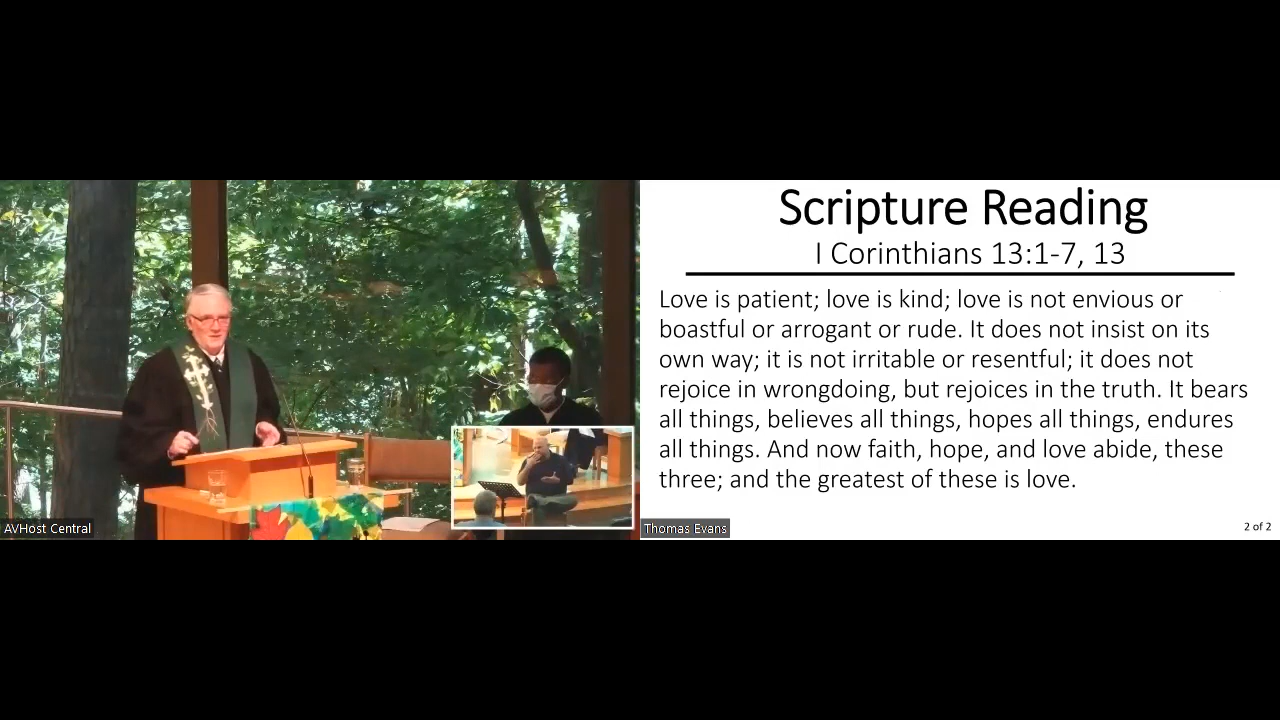 Scripture Reading
I Corinthians 13:1-7, 13
Love is patient; love is kind; love is not envious or
boastful or arrogant or rude. It does not insist on its
own way; it is not irritable or resentful; it does not
rejoice in wrongdoing, but rejoices in the truth. It bears
all things, believes all things, hopes all things, endures
all things. And now faith, hope, and love abide, these
three; and the greatest of these is love.
2 of 2
AVHost Central
Thomas Evans